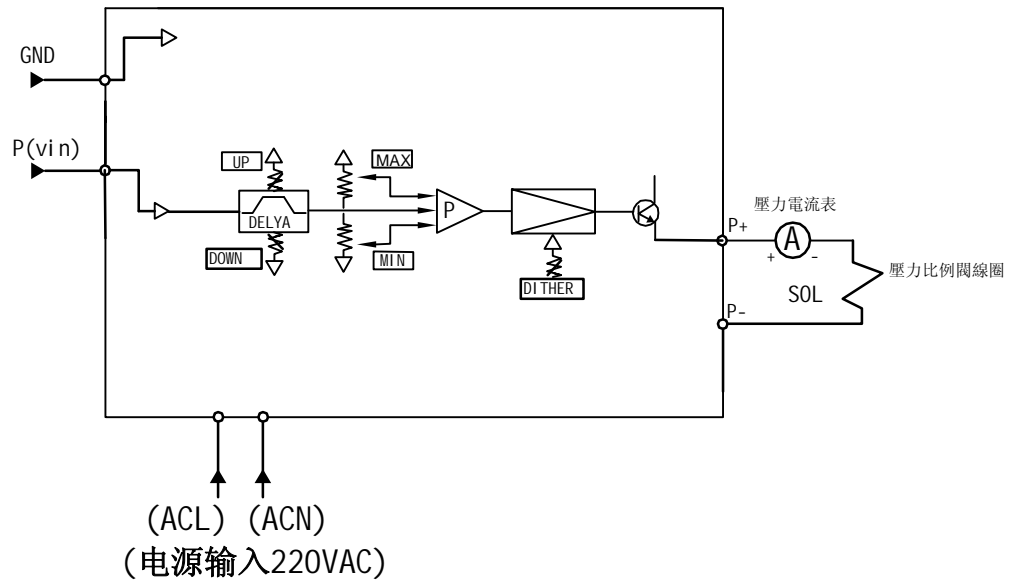 GND
P(vin)
UP
MAX
DELYA
P
DOWN
MIN
DITHER
壓力電流表
P+
A
+ -
壓力比例閥線圈
SOL
P-
(ACL) (ACN)
(电源输入220VAC)